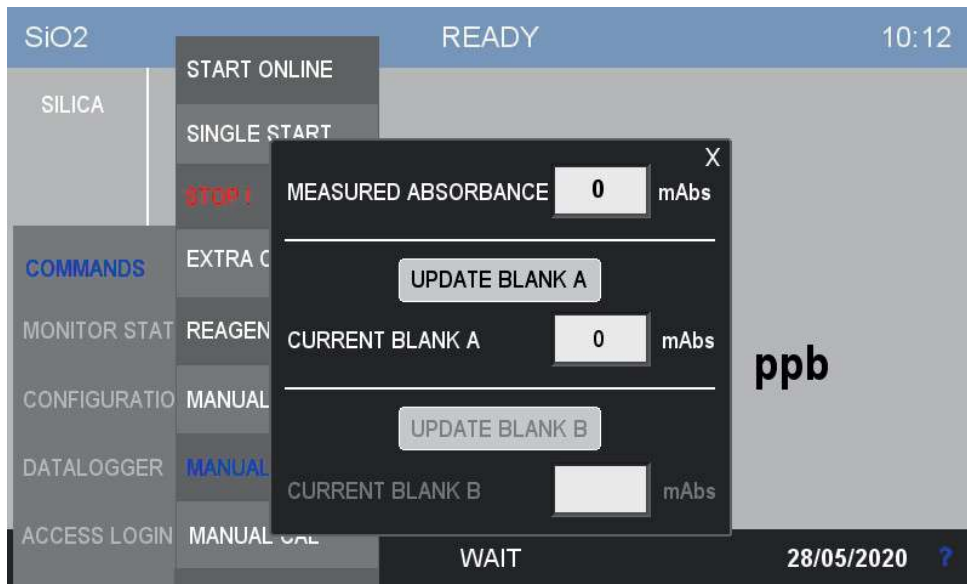 SiO2 READY 10:12
SILICA
START ONLINE
SINGLE START
STOP !
EXTRA C
REAGEN
MANUAL
MANUAL
MANUAL CAL
COMMANDS
MONITOR STAT
CONFIGURATIO
DATALOGGER
ACCESS LOGIN
X
MEASURED ABSORBANCE 0 mAbs
UPDATE BLANK A
CURRENT BLANK A 0 mAbs
UPDATE BLANK B
CURRENT BLANK B mAbs
ppb
WAIT 28/05/2020 ?